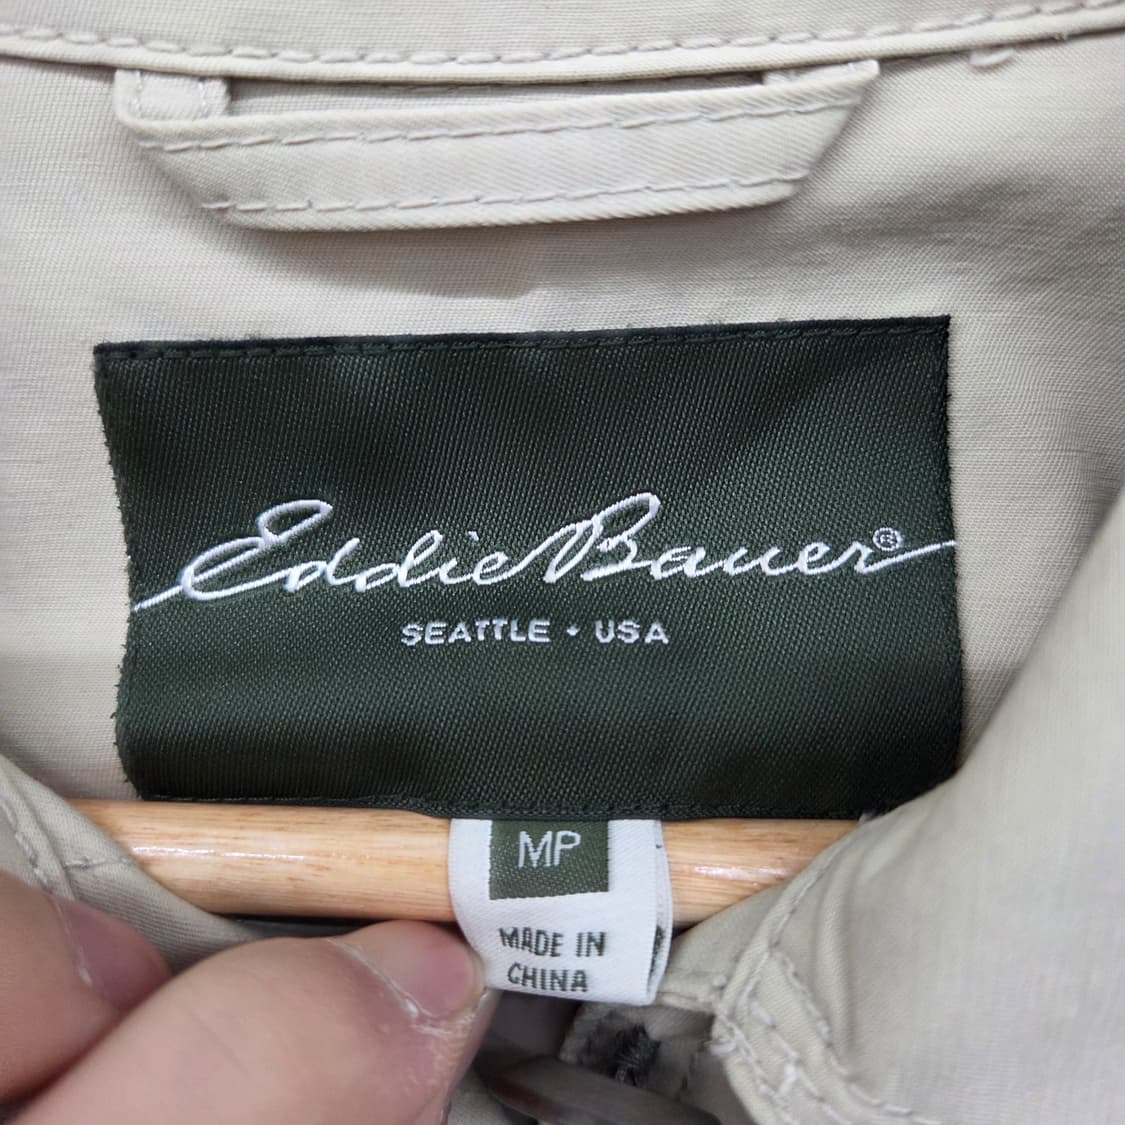 Eddie Bauer®
SEATTLE • USA
MP
MADE IN
CHINA